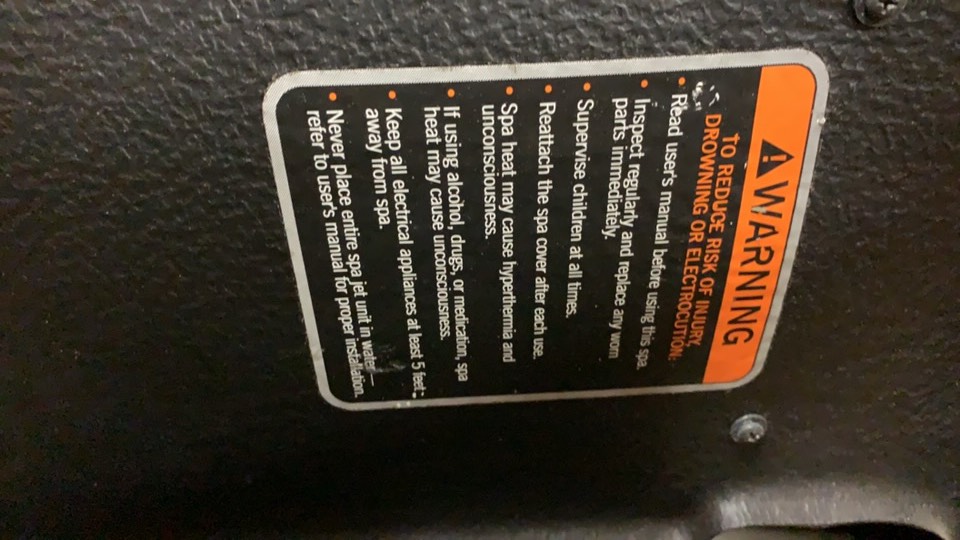 WARNING
TO REDUCE RISK OF INJURY,
DROWNING OR ELECTROCUTION:
• Read user's manual before using this spa.
• Inspect regularly and replace any worn
parts immediately.
• Supervise children at all times.
• Reattach the spa cover after each use.
• Spa heat may cause hyperthermia and
unconsciousness.
• If using alcohol, drugs, or medication, spa
heat may cause unconsciousness.
• Keep all electrical appliances at least 5 feet
away from spa.
• Never place entire spa jet unit in water—
refer to user's manual for proper installation.